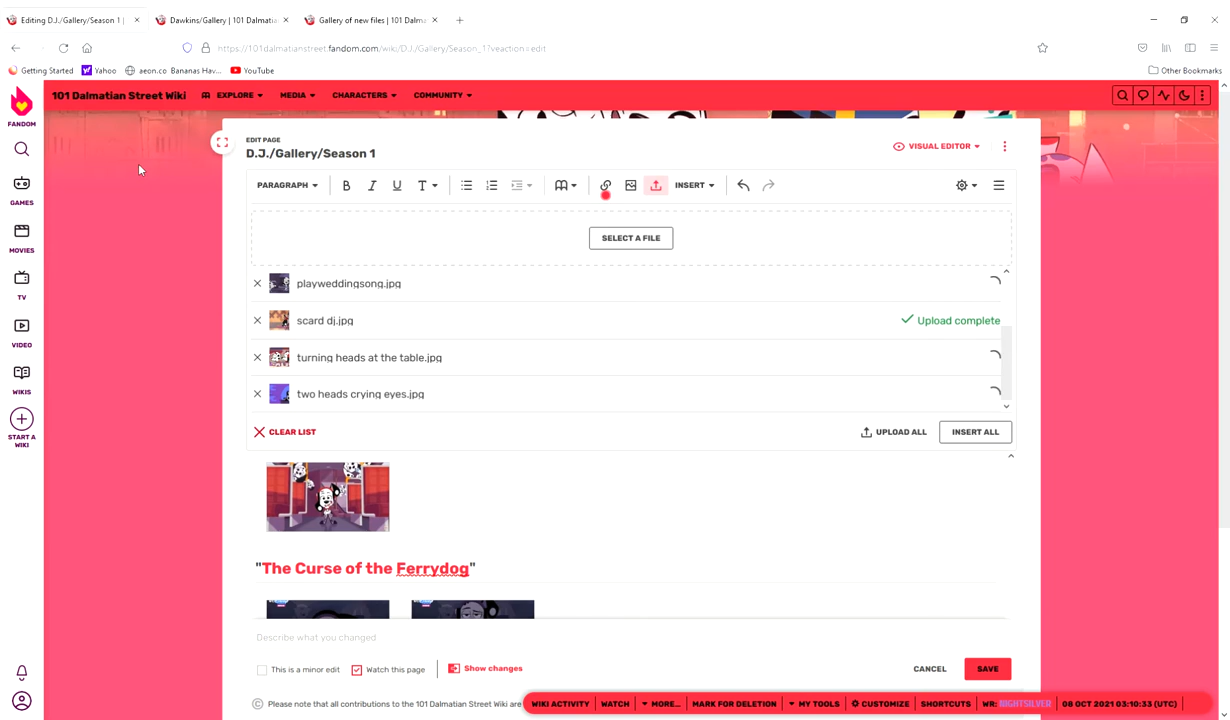 Editing D.J./Gallery/Season 1 |
Dawkins/Gallery | 101 Dalmati
Gallery of new files | 101 Dalma
https://101dalmatianstreet.fandom.com/wiki/D.J./Gallery/Season_1?veaction=edit
Getting Started
Yahoo
aeon.co Bananas Hav...
YouTube
Other Bookmarks
101 Dalmatian Street Wiki
EXPLORE
MEDIA
CHARACTERS
COMMUNITY
FANDOM
GAMES
MOVIES
TV
VIDEO
WIKIS
START A
WIKI
EDIT PAGE
D.J./Gallery/Season 1
VISUAL EDITOR
PARAGRAPH
B
I
U
T
INSERT
SELECT A FILE
playweddingsong.jpg
scard dj.jpg
Upload complete
turning heads at the table.jpg
two heads crying eyes.jpg
CLEAR LIST
UPLOAD ALL
INSERT ALL
"The Curse of the Ferrydog"
Describe what you changed
This is a minor edit
Watch this page
Show changes
CANCEL
SAVE
Please note that all contributions to the 101 Dalmatian Street Wiki are
WIKI ACTIVITY
WATCH
MORE...
MARK FOR DELETION
MY TOOLS
CUSTOMIZE
SHORTCUTS
WR: NIGHTSILVER
08 OCT 2021 03:10:33 (UTC)